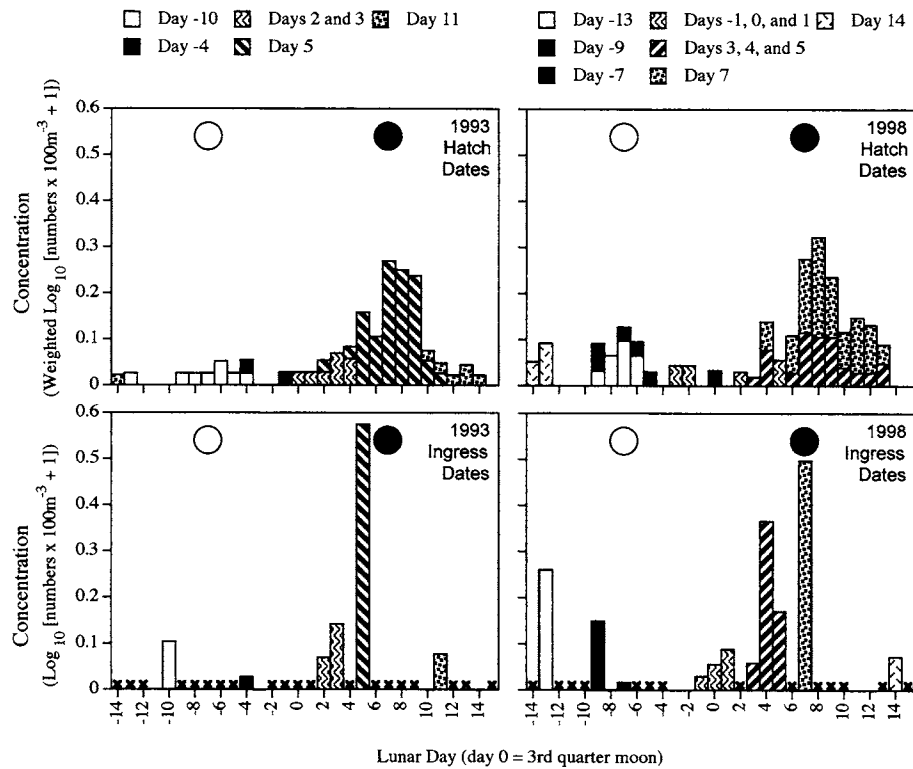 Day -10 Days 2 and 3 Day 11
Day -4 Day 5
Day -13 Days -1, 0, and 1 Day 14
Day -9 Days 3, 4, and 5
Day -7 Day 7
Concentration
(Weighted Log10 [numbers x 100m-3 + 1])
0.6
0.5
0.4
0.3
0.2
0.1
0
1993
Hatch
Dates
1998
Hatch
Dates
Concentration
(Log10 [numbers x 100m-3 + 1])
0.6
0.5
0.4
0.3
0.2
0.1
0
1993
Ingress
Dates
1998
Ingress
Dates
-14 -12 -10 -8 -6 -4 -2 0 2 4 6 8 10 12 14
-14 -12 -10 -8 -6 -4 -2 0 2 4 6 8 10 12 14
Lunar Day (day 0 = 3rd quarter moon)